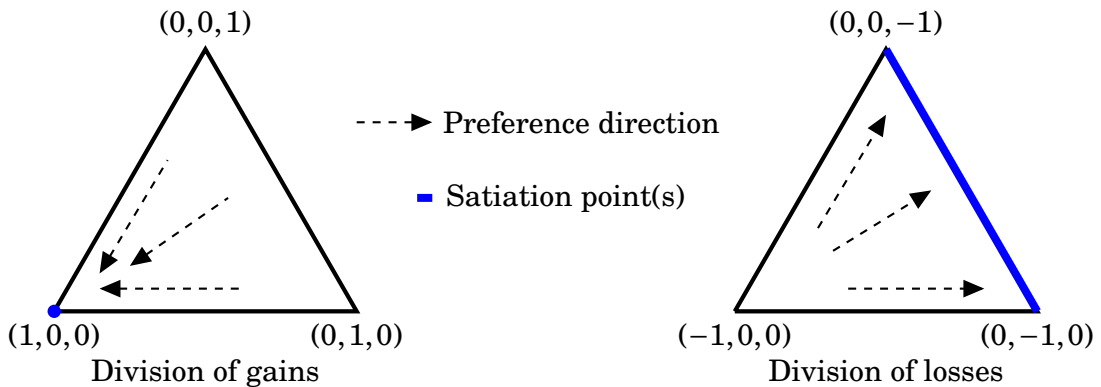 (0,0,1)
(0,0,−1)
Preference direction
Satiation point(s)
(1,0,0)
(0,1,0)
(−1,0,0)
(0,−1,0)
Division of gains
Division of losses